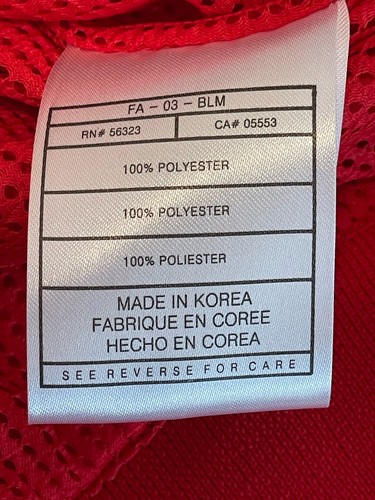 FA - 03 - BLM
RN# 56323 CA# 05553
100% POLYESTER
100% POLYESTER
100% POLIESTER
MADE IN KOREA
FABRIQUE EN COREE
HECHO EN COREA
SEE REVERSE FOR CARE